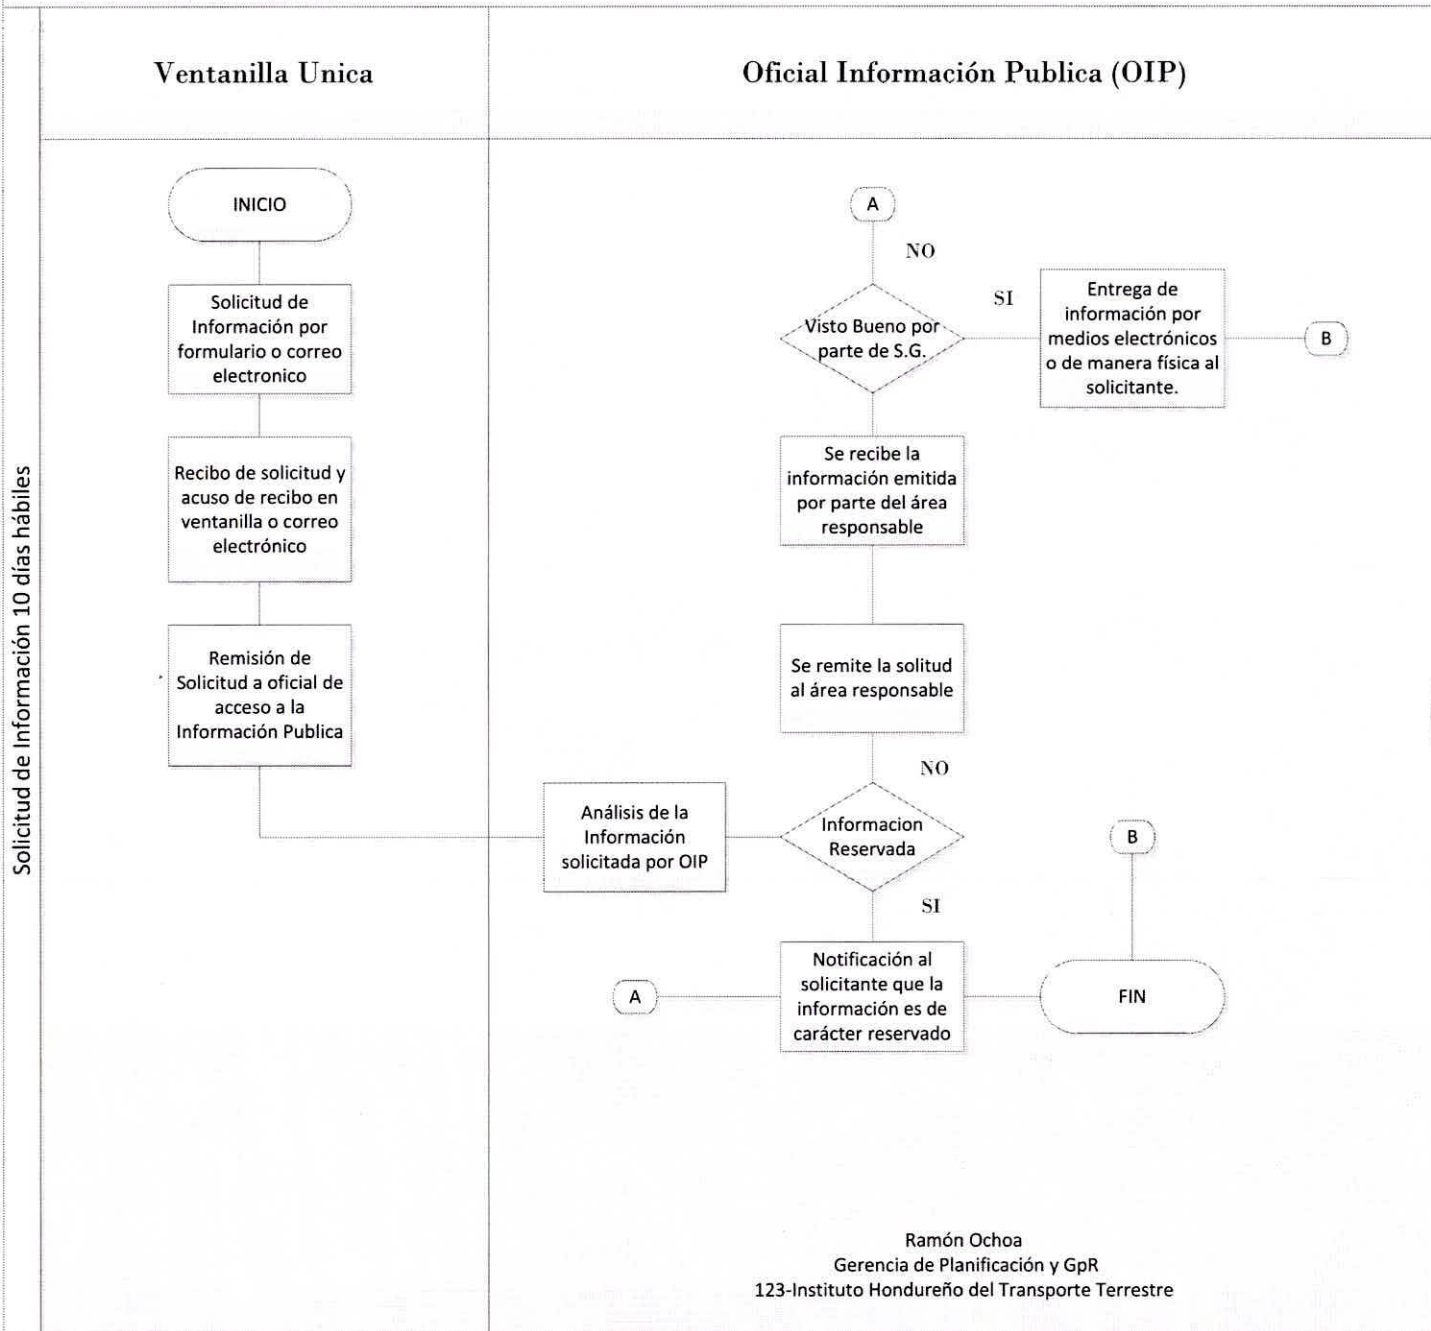 Ventanilla Unica
Oficial Información Publica (OIP)
Solicitud de Información 10 días hábiles
INICIO
Solicitud de
Información por
formulario o correo
electronico
Recibo de solicitud y
acuso de recibo en
ventanilla o correo
electrónico
Remisión de
Solicitud a oficial de
acceso a la
Información Publica
A
NO
Visto Bueno por
parte de S.G.
SI
Entrega de
información por
medios electrónicos
o de manera física al
solicitante.
B
Se recibe la
información emitida
por parte del área
responsable
Se remite la solitud
al área responsable
NO
Análisis de la
Información
solicitada por OIP
Informacion
Reservada
B
SI
A
Notificación al
solicitante que la
información es de
carácter reservado
FIN
Ramón Ochoa
Gerencia de Planificación y GpR
123-Instituto Hondureño del Transporte Terrestre